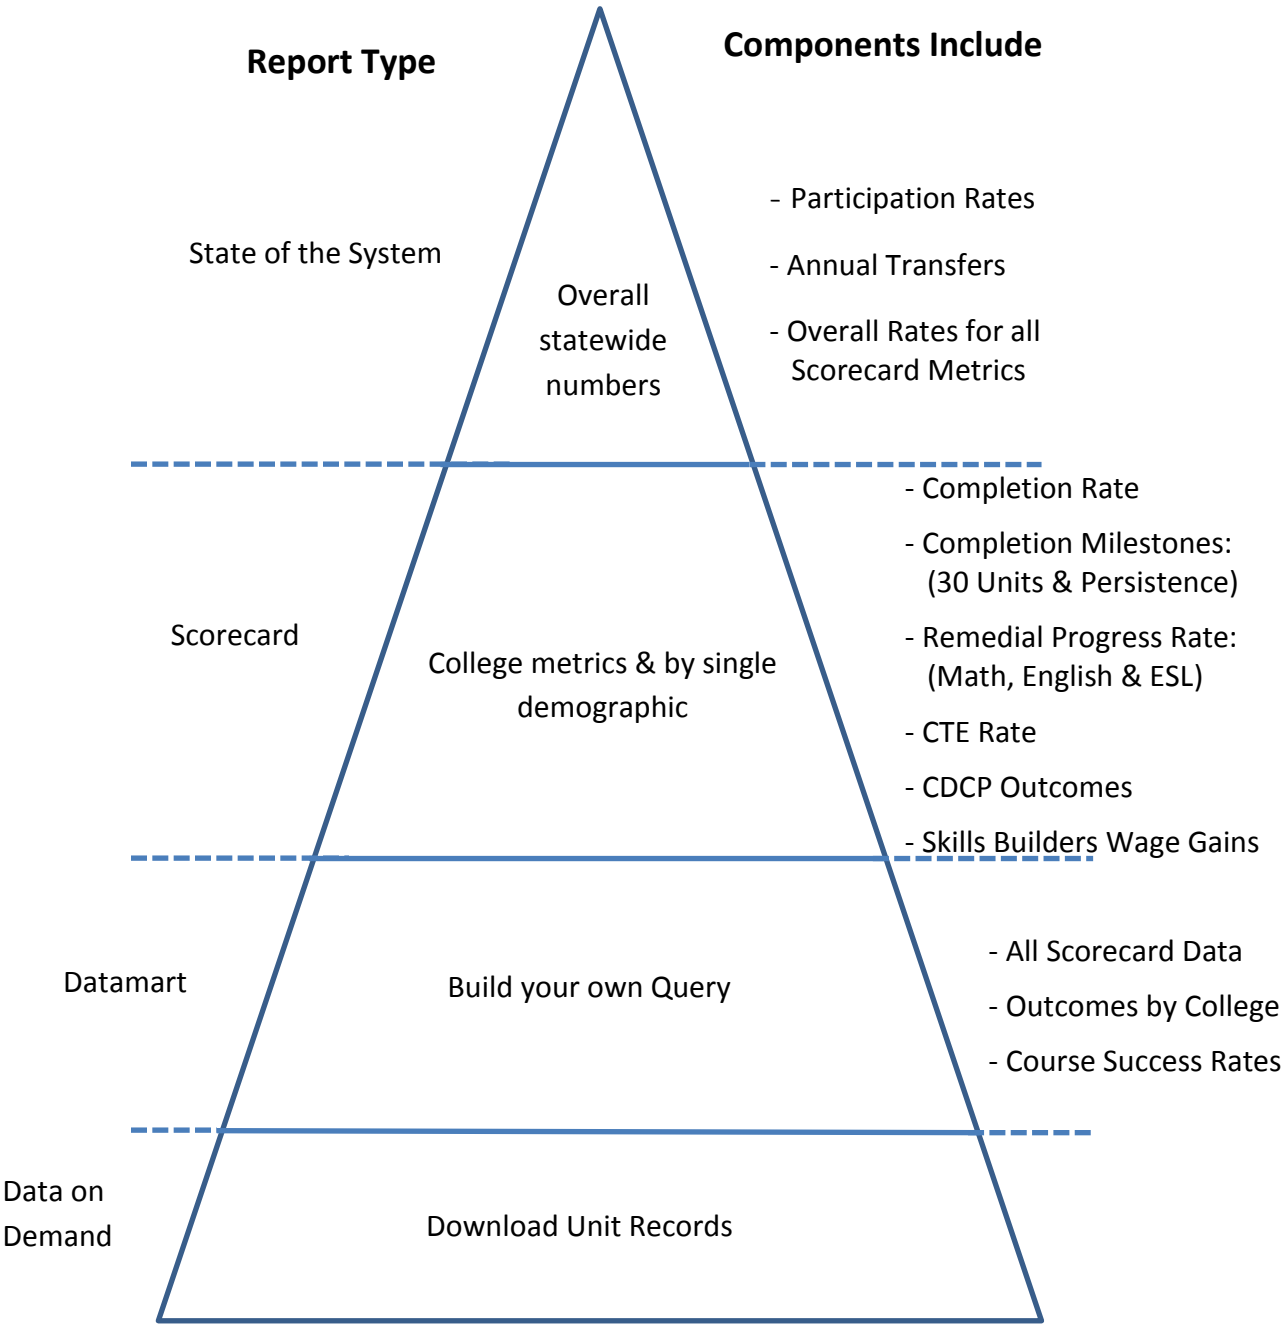 Report Type
Components Include
State of the System
Overall
statewide
numbers
- Participation Rates
- Annual Transfers
- Overall Rates for all
Scorecard Metrics
Scorecard
College metrics & by single
demographic
- Completion Rate
- Completion Milestones:
(30 Units & Persistence)
- Remedial Progress Rate:
(Math, English & ESL)
- CTE Rate
- CDCP Outcomes
- Skills Builders Wage Gains
Datamart
Build your own Query
- All Scorecard Data
- Outcomes by College
- Course Success Rates
Data on
Demand
Download Unit Records